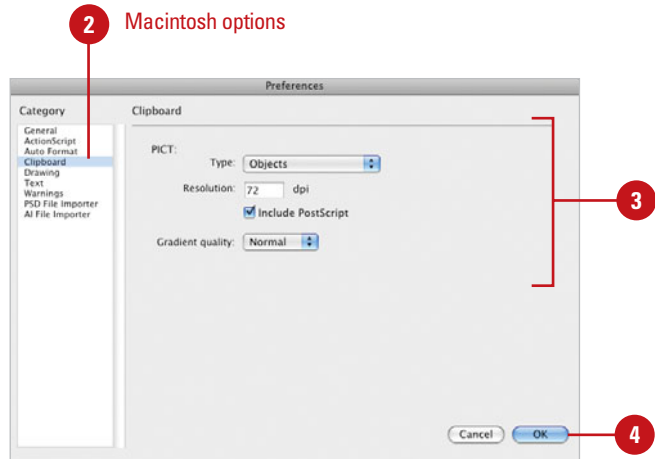 2 Macintosh options
Preferences
Category
Clipboard
General
ActionScript
Auto Format
Clipboard
Drawing
Text
Warnings
PSD File Importer
AI File Importer
PICT:
Type: Objects
Resolution: 72 dpi
Include PostScript
Gradient quality: Normal
3
Cancel OK 4